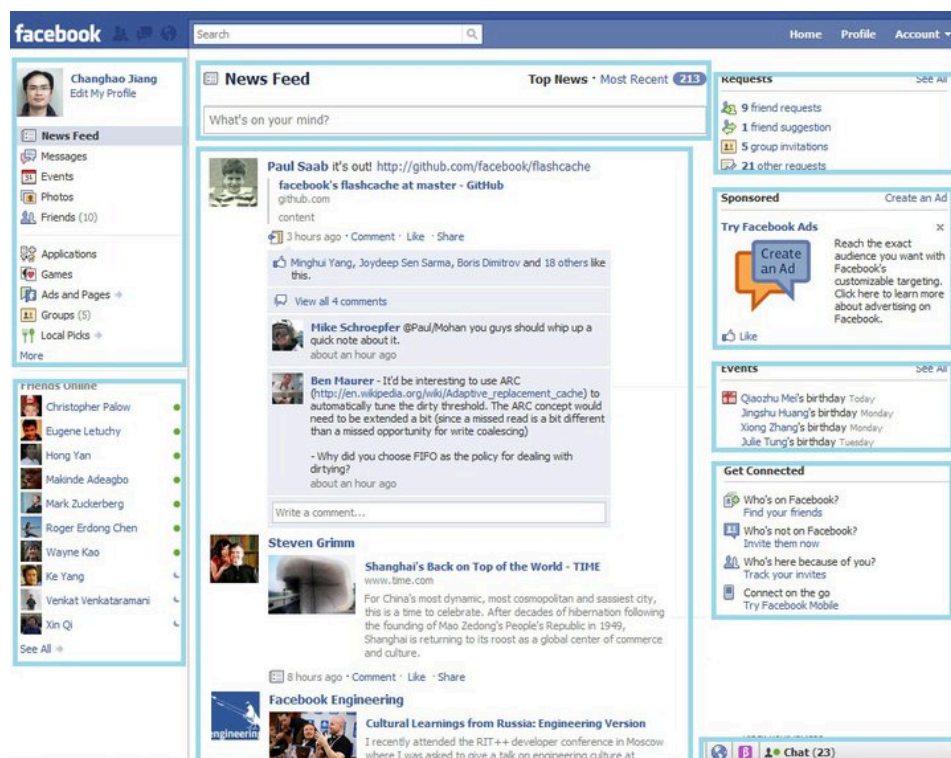 facebook
Search
Home Profile Account
Changhao Jiang
Edit My Profile
News Feed
Messages
Events
Photos
Friends (10)
Applications
Games
Ads and Pages
Groups (5)
Local Picks
More
Friends Online
Christopher Palow
Eugene Letuchy
Hong Yan
Makinde Adeagbo
Mark Zuckerberg
Roger Erdong Chen
Wayne Kao
Ke Yang
Venkat Venkataramani
Xin Qi
See All
News Feed
Top News · Most Recent 213
What's on your mind?
Paul Saab it's out! http://github.com/facebook/flashcache
facebook's flashcache at master - GitHub
github.com
content
3 hours ago · Comment · Like · Share
Minghui Yang, Joydeep Sen Sarma, Boris Dimitrov and 18 others like
this.
View all 4 comments
Mike Schroepfer @Paul/Mohan you guys should whip up a
quick note about it.
about an hour ago
Ben Maurer - It'd be interesting to use ARC
(http://en.wikipedia.org/wiki/Adaptive_replacement_cache) to
automatically tune the dirty threshold. The ARC concept would
need to be extended a bit (since a missed read is a bit different
than a missed opportunity for write coalescing)
- Why did you choose FIFO as the policy for dealing with
dirtying?
about an hour ago
Write a comment...
Steven Grimm
Shanghai's Back on Top of the World - TIME
www.time.com
For China's most dynamic, most cosmopolitan and sassiest city,
this is a time to celebrate. After decades of hibernation following
the founding of Mao Zedong's People's Republic in 1949,
Shanghai is returning to its roost as a global center of commerce
and culture.
8 hours ago · Comment · Like · Share
Facebook Engineering
engineering
Cultural Learnings from Russia: Engineering Version
I recently attended the RIT++ developer conference in Moscow
where I was asked to give a talk on engineering culture at
Requests See All
9 friend requests
1 friend suggestion
5 group invitations
21 other requests
Sponsored Create an Ad
Try Facebook Ads
Create
an Ad
Reach the exact
audience you want with
Facebook's
customizable targeting.
Click here to learn more
about advertising on
Facebook.
Like
Events See All
Qiaozhu Mei's birthday Today
Jingshu Huang's birthday Monday
Xiong Zhang's birthday Monday
Julie Tung's birthday Tuesday
Get Connected
Who's on Facebook?
Find your friends
Who's not on Facebook?
Invite them now
Who's here because of you?
Track your invites
Connect on the go
Try Facebook Mobile
Chat (23)